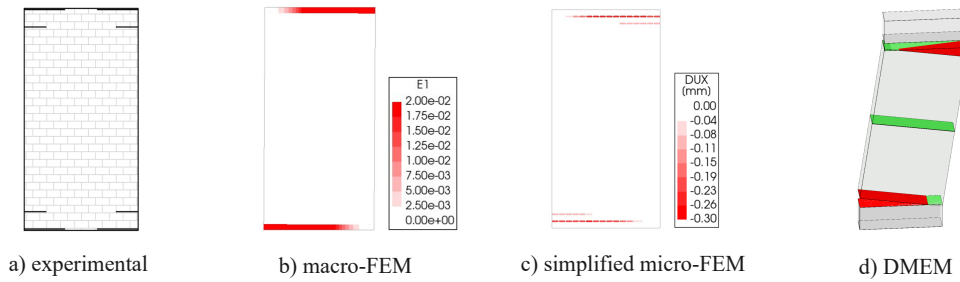 E1
2.00e-02
1.75e-02
1.50e-02
1.25e-02
1.00e-02
7.50e-03
5.00e-03
2.50e-03
0.00e+00
DUX
(mm)
0.00
-0.04
-0.08
-0.11
-0.15
-0.19
-0.23
-0.26
-0.30
a) experimental
b) macro-FEM
c) simplified micro-FEM
d) DMEM